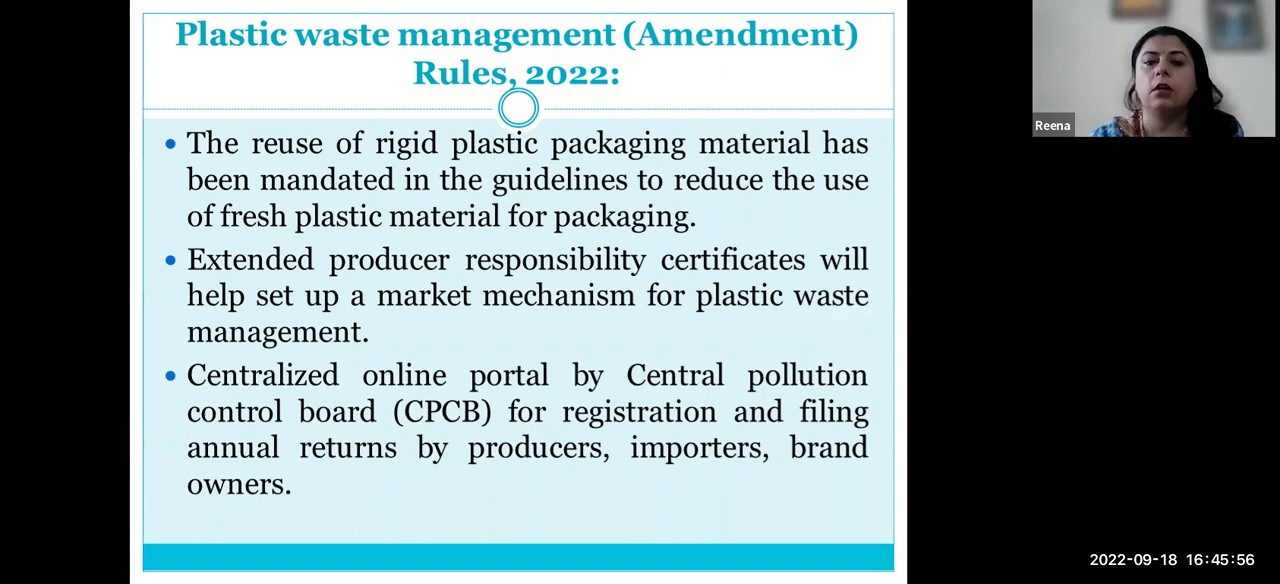 Plastic waste management (Amendment)
Rules, 2022:
• The reuse of rigid plastic packaging material has
been mandated in the guidelines to reduce the use
of fresh plastic material for packaging.
• Extended producer responsibility certificates will
help set up a market mechanism for plastic waste
management.
• Centralized online portal by Central pollution
control board (CPCB) for registration and filing
annual returns by producers, importers, brand
owners.
Reena
2022-09-18 16:45:56